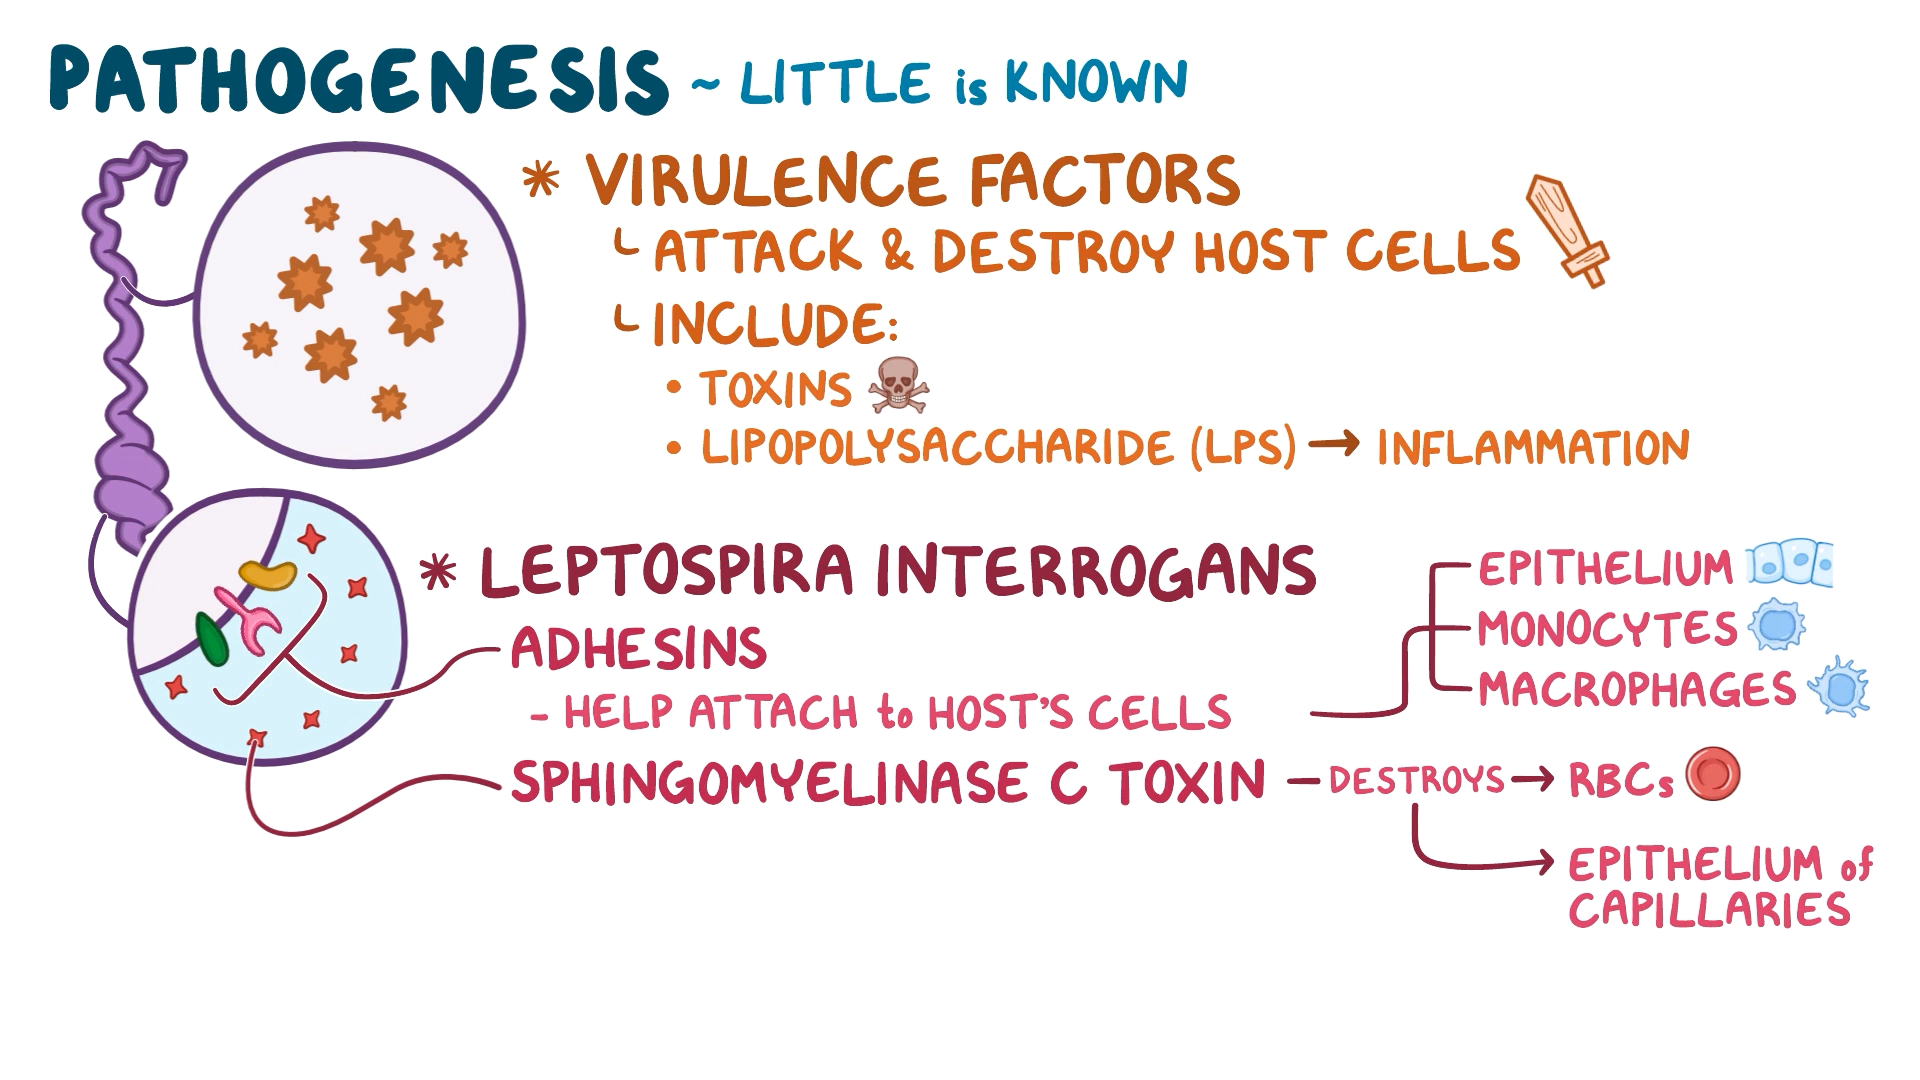 PATHOGENESIS ~ LITTLE is KNOWN
* VIRULENCE FACTORS
ATTACK & DESTROY HOST CELLS
INCLUDE:
• TOXINS
• LIPOPOLYSACCHARIDE (LPS) → INFLAMMATION
* LEPTOSPIRA INTERROGANS
ADHESINS
- HELP ATTACH to HOST'S CELLS
EPITHELIUM
MONOCYTES
MACROPHAGES
SPHINGOMYELINASE C TOXIN — DESTROYS → RBCs
EPITHELIUM of
CAPILLARIES